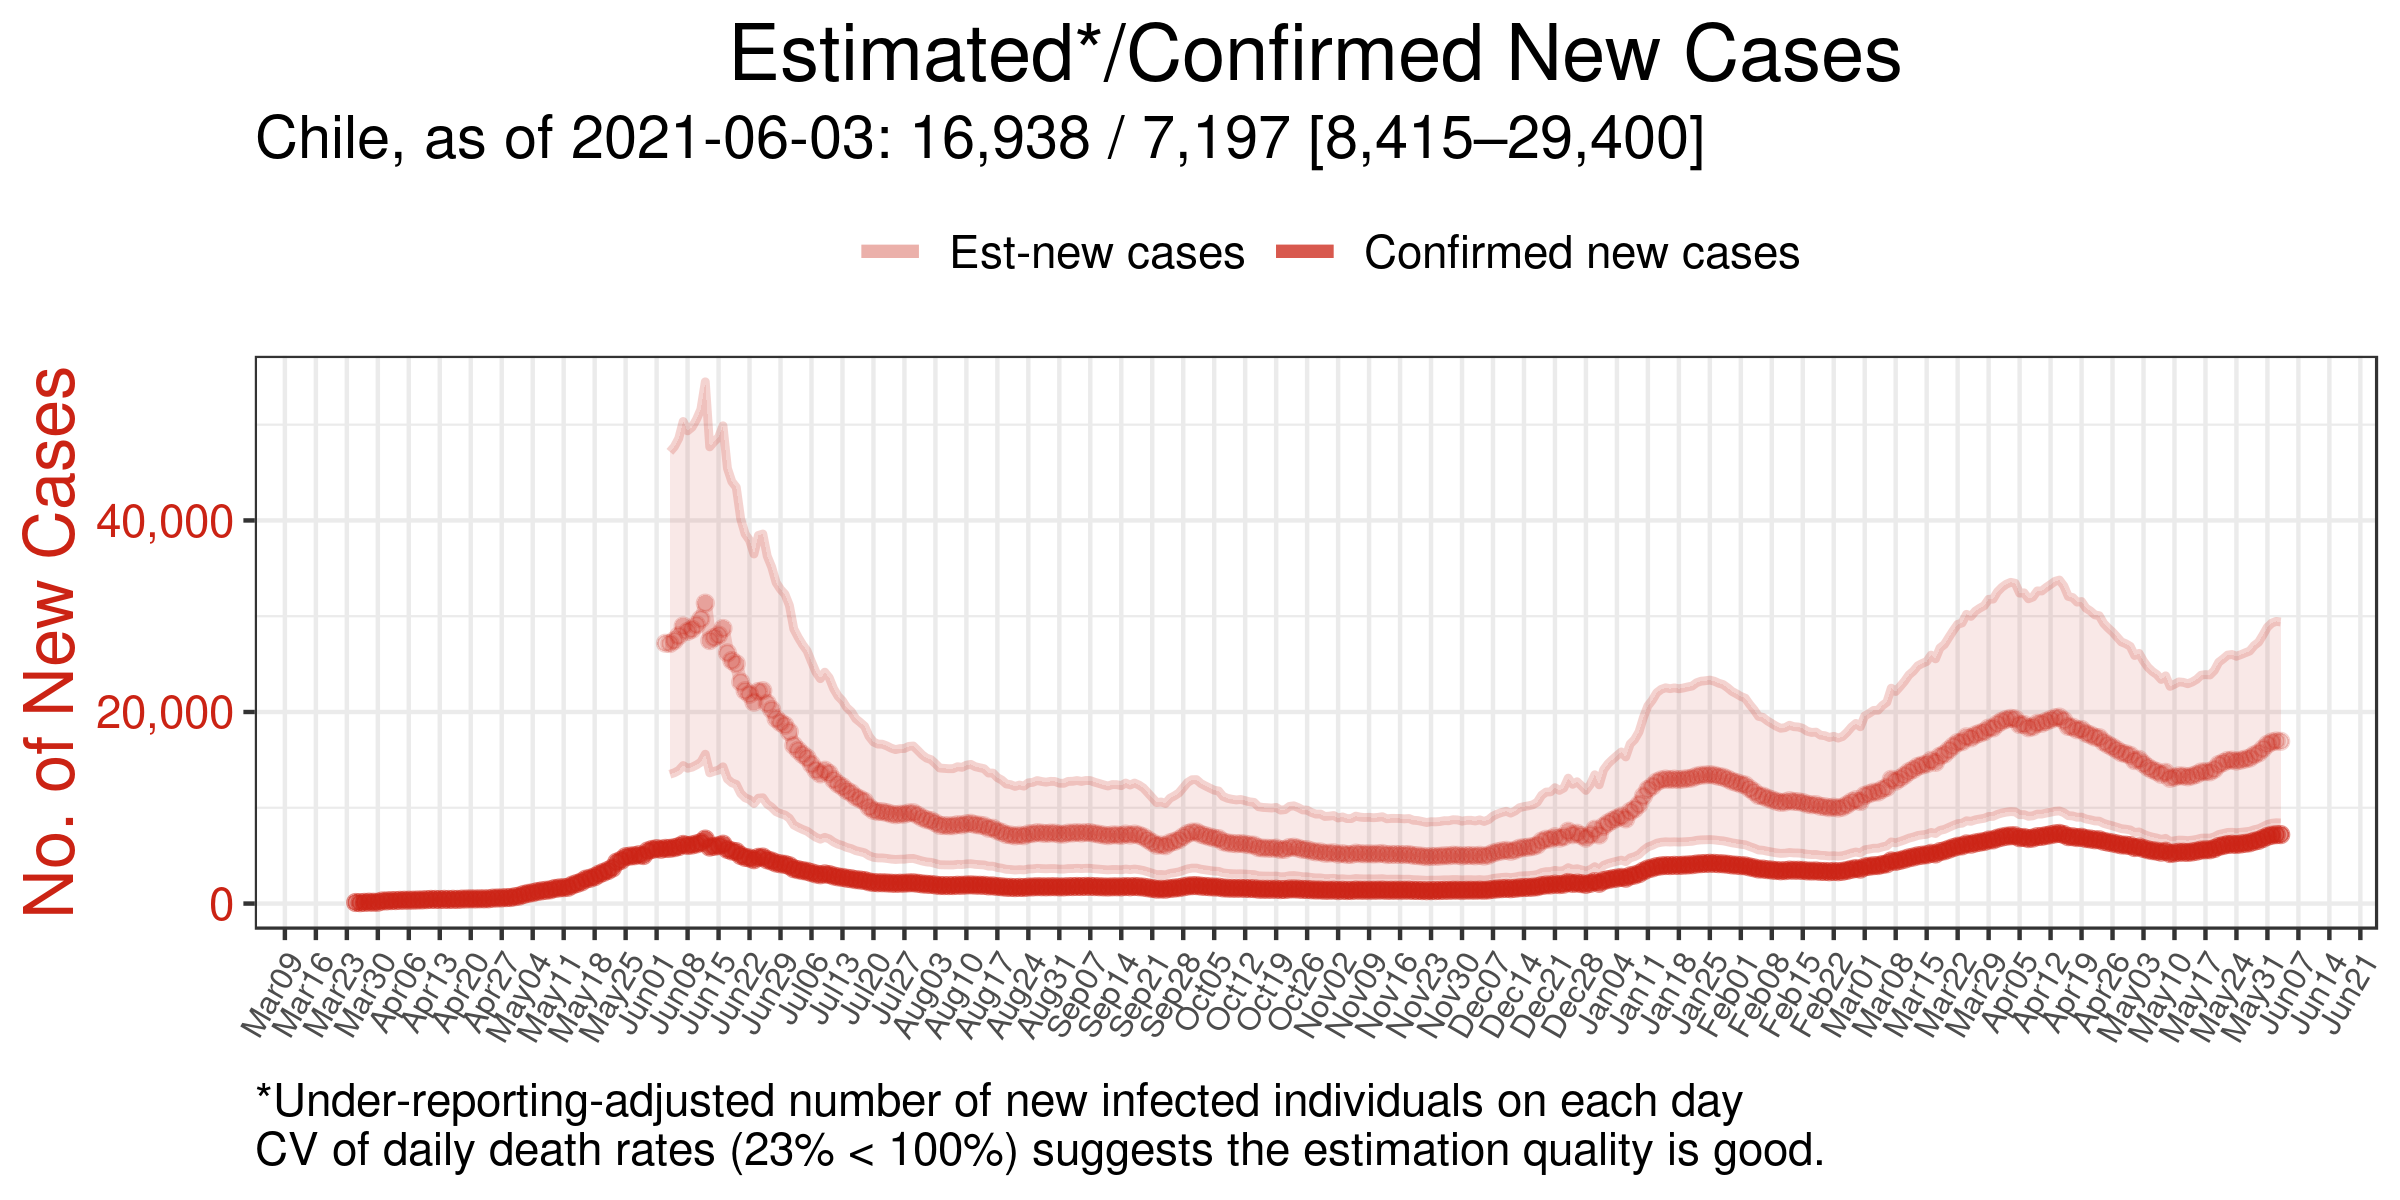 Estimated*/Confirmed New Cases
Chile, as of 2021-06-03: 16,938 / 7,197 [8,415–29,400]
Est-new cases
Confirmed new cases
No. of New Cases
40,000
20,000
0
Mar09
Mar16
Mar23
Mar30
Apr06
Apr13
Apr20
Apr27
May04
May11
May18
May25
Jun01
Jun08
Jun15
Jun22
Jun29
Jul06
Jul13
Jul20
Jul27
Aug03
Aug10
Aug17
Aug24
Aug31
Sep07
Sep14
Sep21
Sep28
Oct05
Oct12
Oct19
Oct26
Nov02
Nov09
Nov16
Nov23
Nov30
Dec07
Dec14
Dec21
Dec28
Jan04
Jan11
Jan18
Jan25
Feb01
Feb08
Feb15
Feb22
Mar01
Mar08
Mar15
Mar22
Mar29
Apr05
Apr12
Apr19
Apr26
May03
May10
May17
May24
May31
Jun07
Jun14
Jun21
*Under-reporting-adjusted number of new infected individuals on each day
CV of daily death rates (23% < 100%) suggests the estimation quality is good.